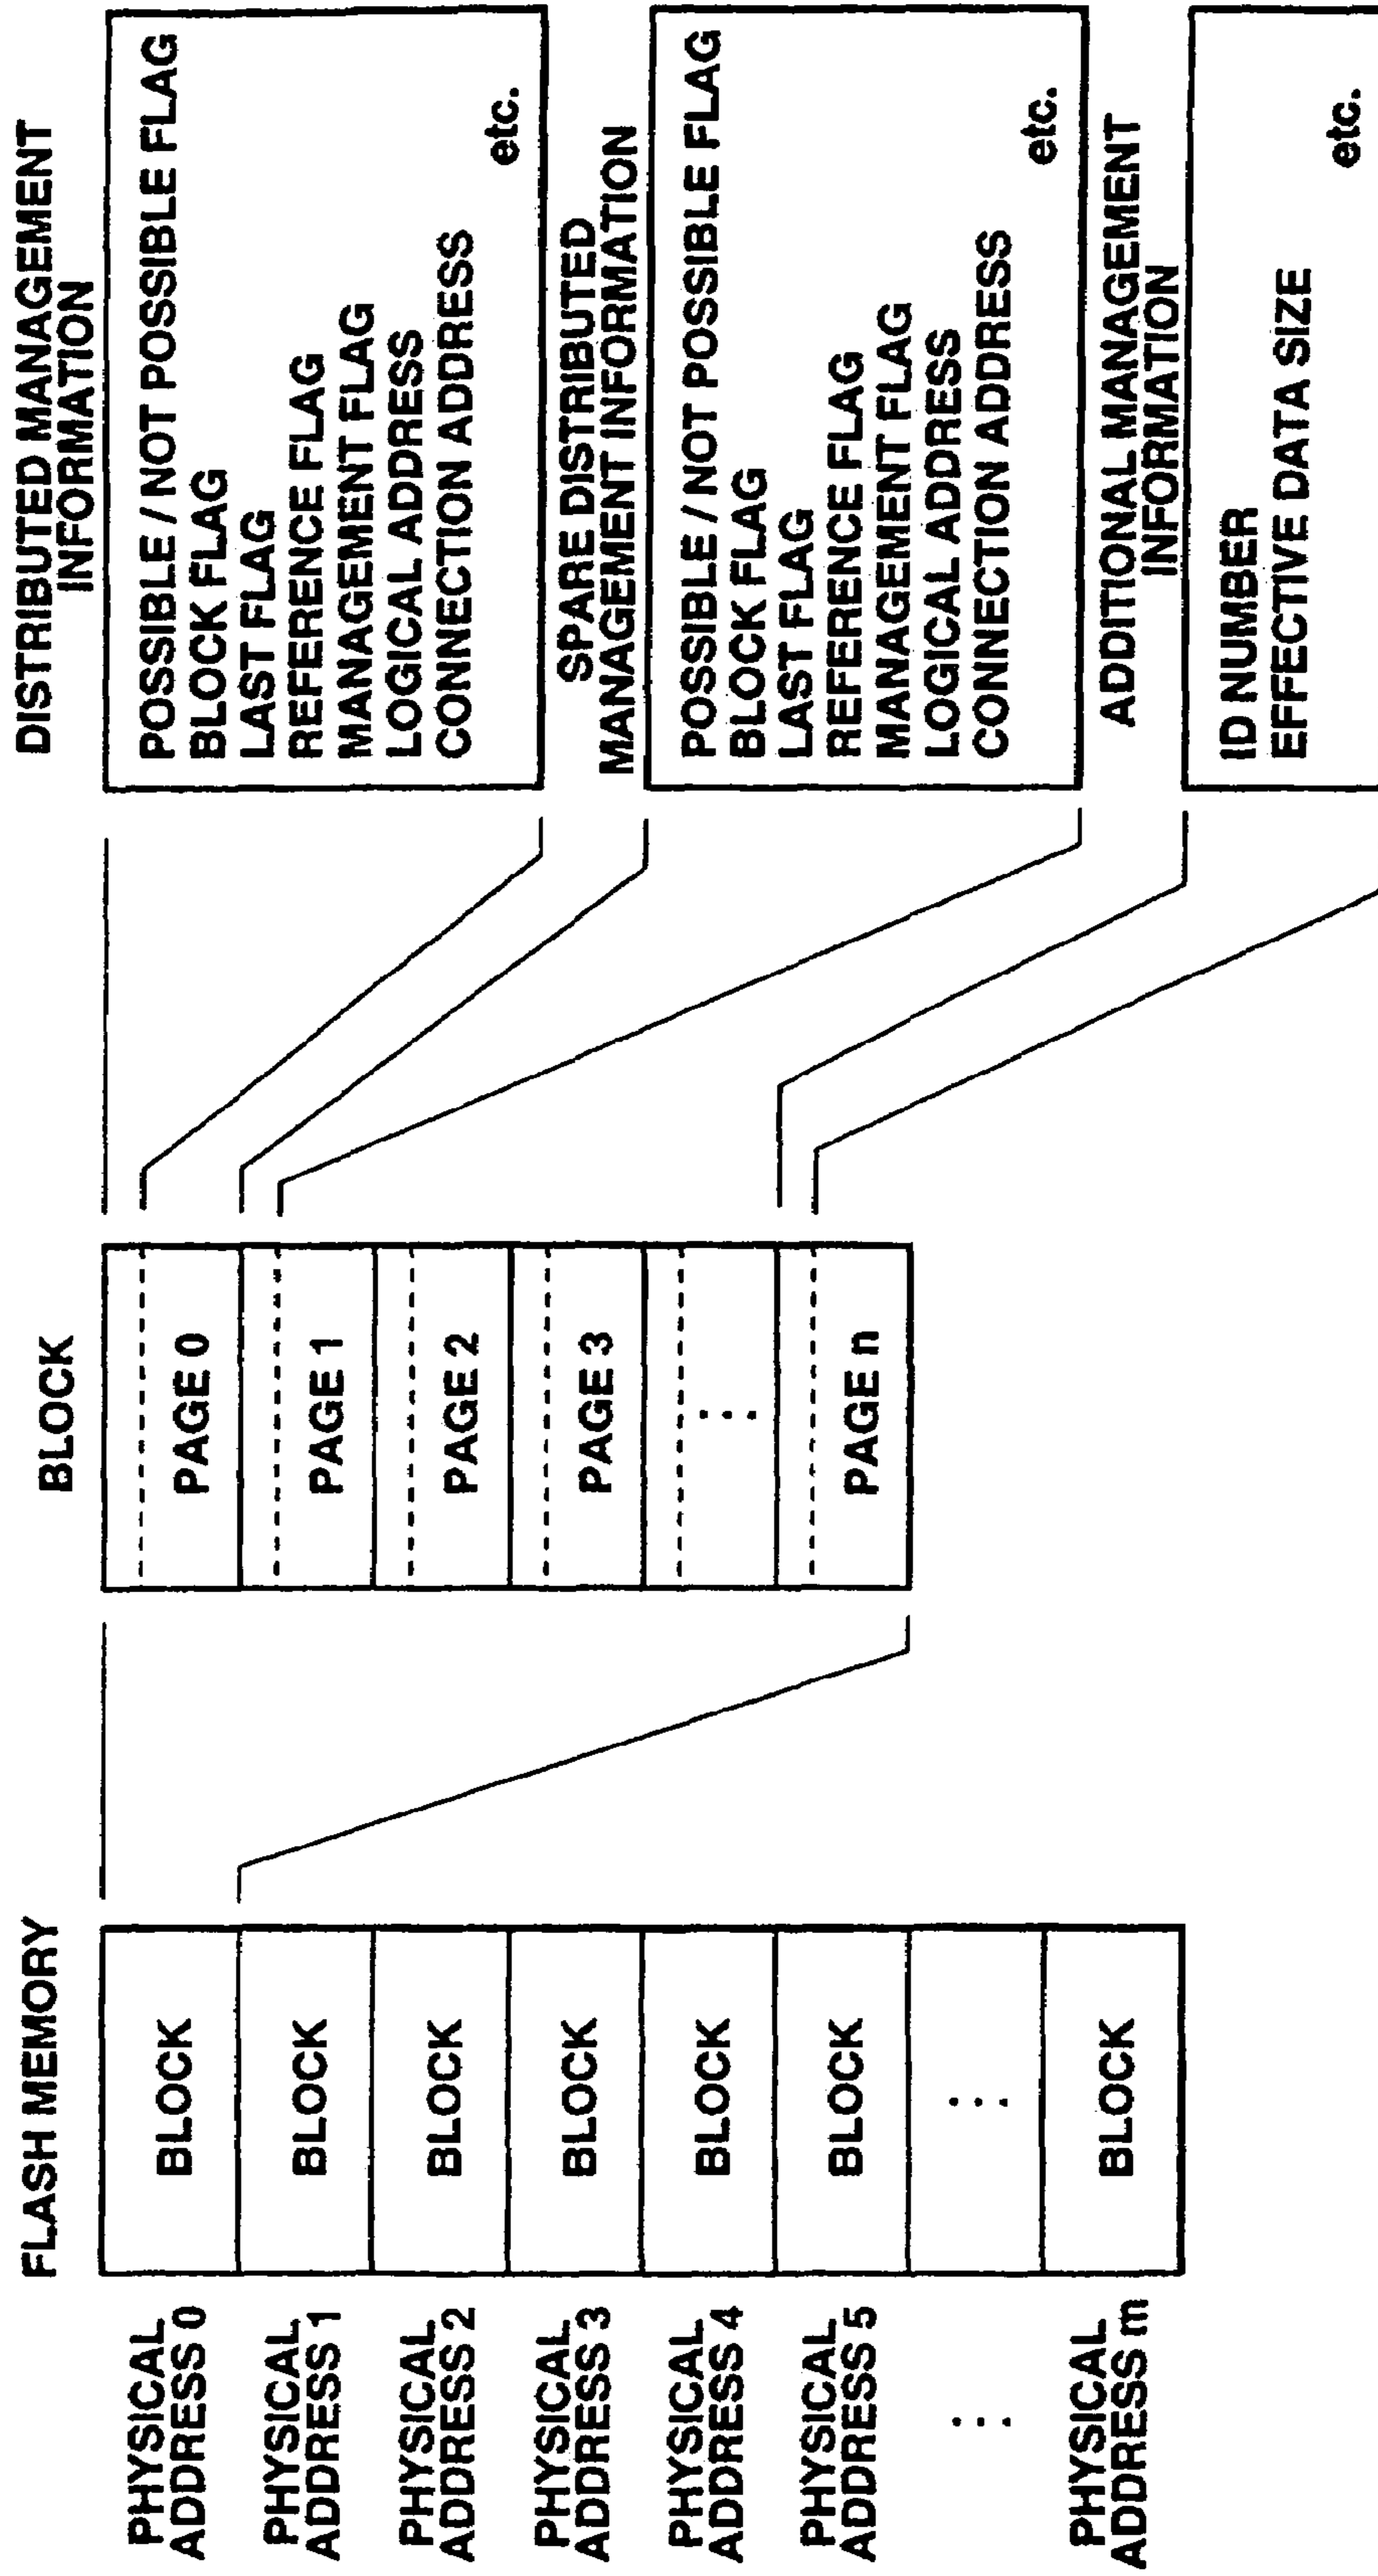 FLASH MEMORY
PHYSICAL
ADDRESS 0
BLOCK
PHYSICAL
ADDRESS 1
BLOCK
PHYSICAL
ADDRESS 2
BLOCK
PHYSICAL
ADDRESS 3
BLOCK
PHYSICAL
ADDRESS 4
BLOCK
PHYSICAL
ADDRESS 5
BLOCK
⋮
⋮
PHYSICAL
ADDRESS m
BLOCK
BLOCK
PAGE 0
PAGE 1
PAGE 2
PAGE 3
⋮
PAGE n
DISTRIBUTED MANAGEMENT
INFORMATION
POSSIBLE / NOT POSSIBLE FLAG
BLOCK FLAG
LAST FLAG
REFERENCE FLAG
MANAGEMENT FLAG
LOGICAL ADDRESS
CONNECTION ADDRESS
etc.
SPARE DISTRIBUTED
MANAGEMENT INFORMATION
POSSIBLE / NOT POSSIBLE FLAG
BLOCK FLAG
LAST FLAG
REFERENCE FLAG
MANAGEMENT FLAG
LOGICAL ADDRESS
CONNECTION ADDRESS
etc.
ADDITIONAL MANAGEMENT
INFORMATION
ID NUMBER
EFFECTIVE DATA SIZE
etc.